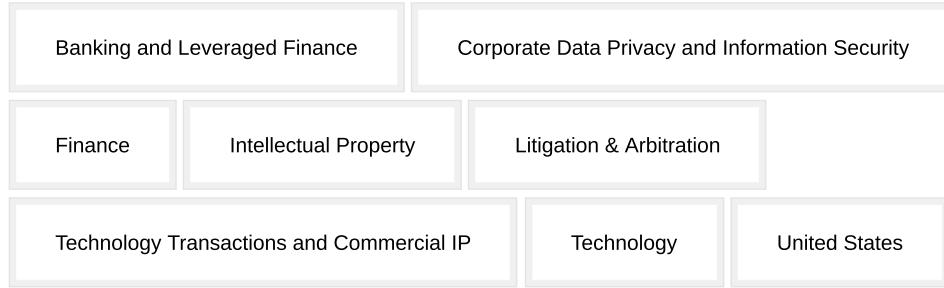 Banking and Leveraged Finance Corporate Data Privacy and Information Security
Finance Intellectual Property Litigation & Arbitration
Technology Transactions and Commercial IP Technology United States